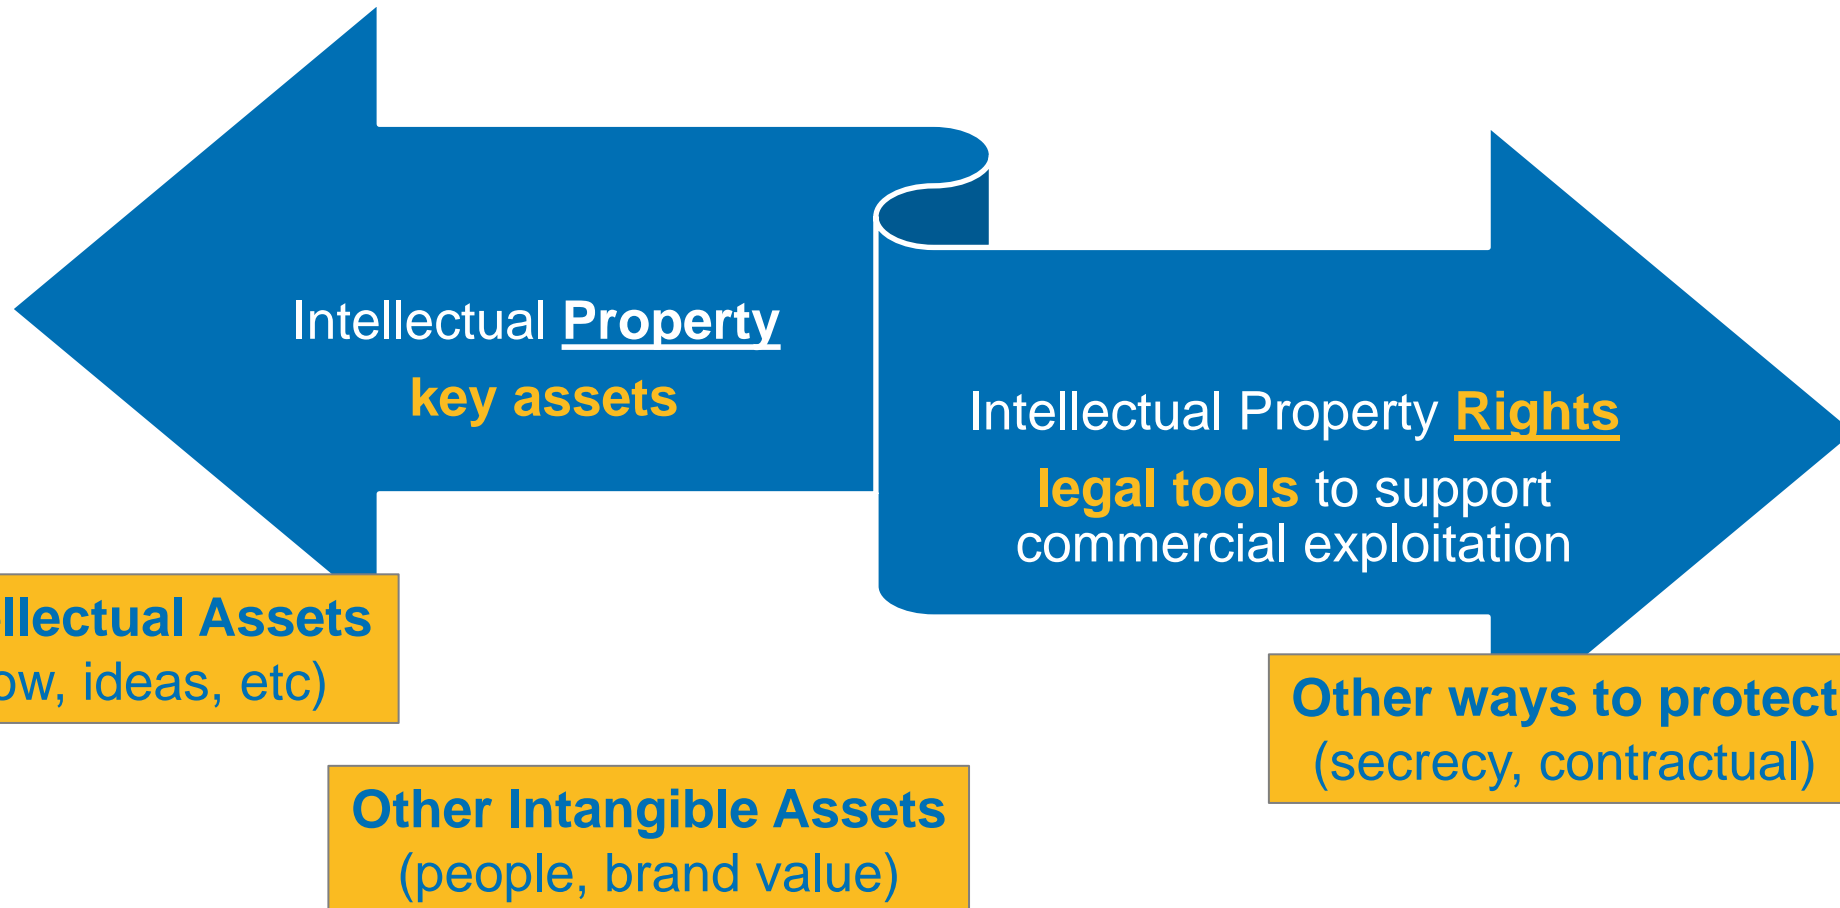 Intellectual Property
key assets
Intellectual Property Rights
legal tools to support
commercial exploitation
llectual Assets
ow, ideas, etc)
Other ways to protect
(secrecy, contractual)
Other Intangible Assets
(people, brand value)